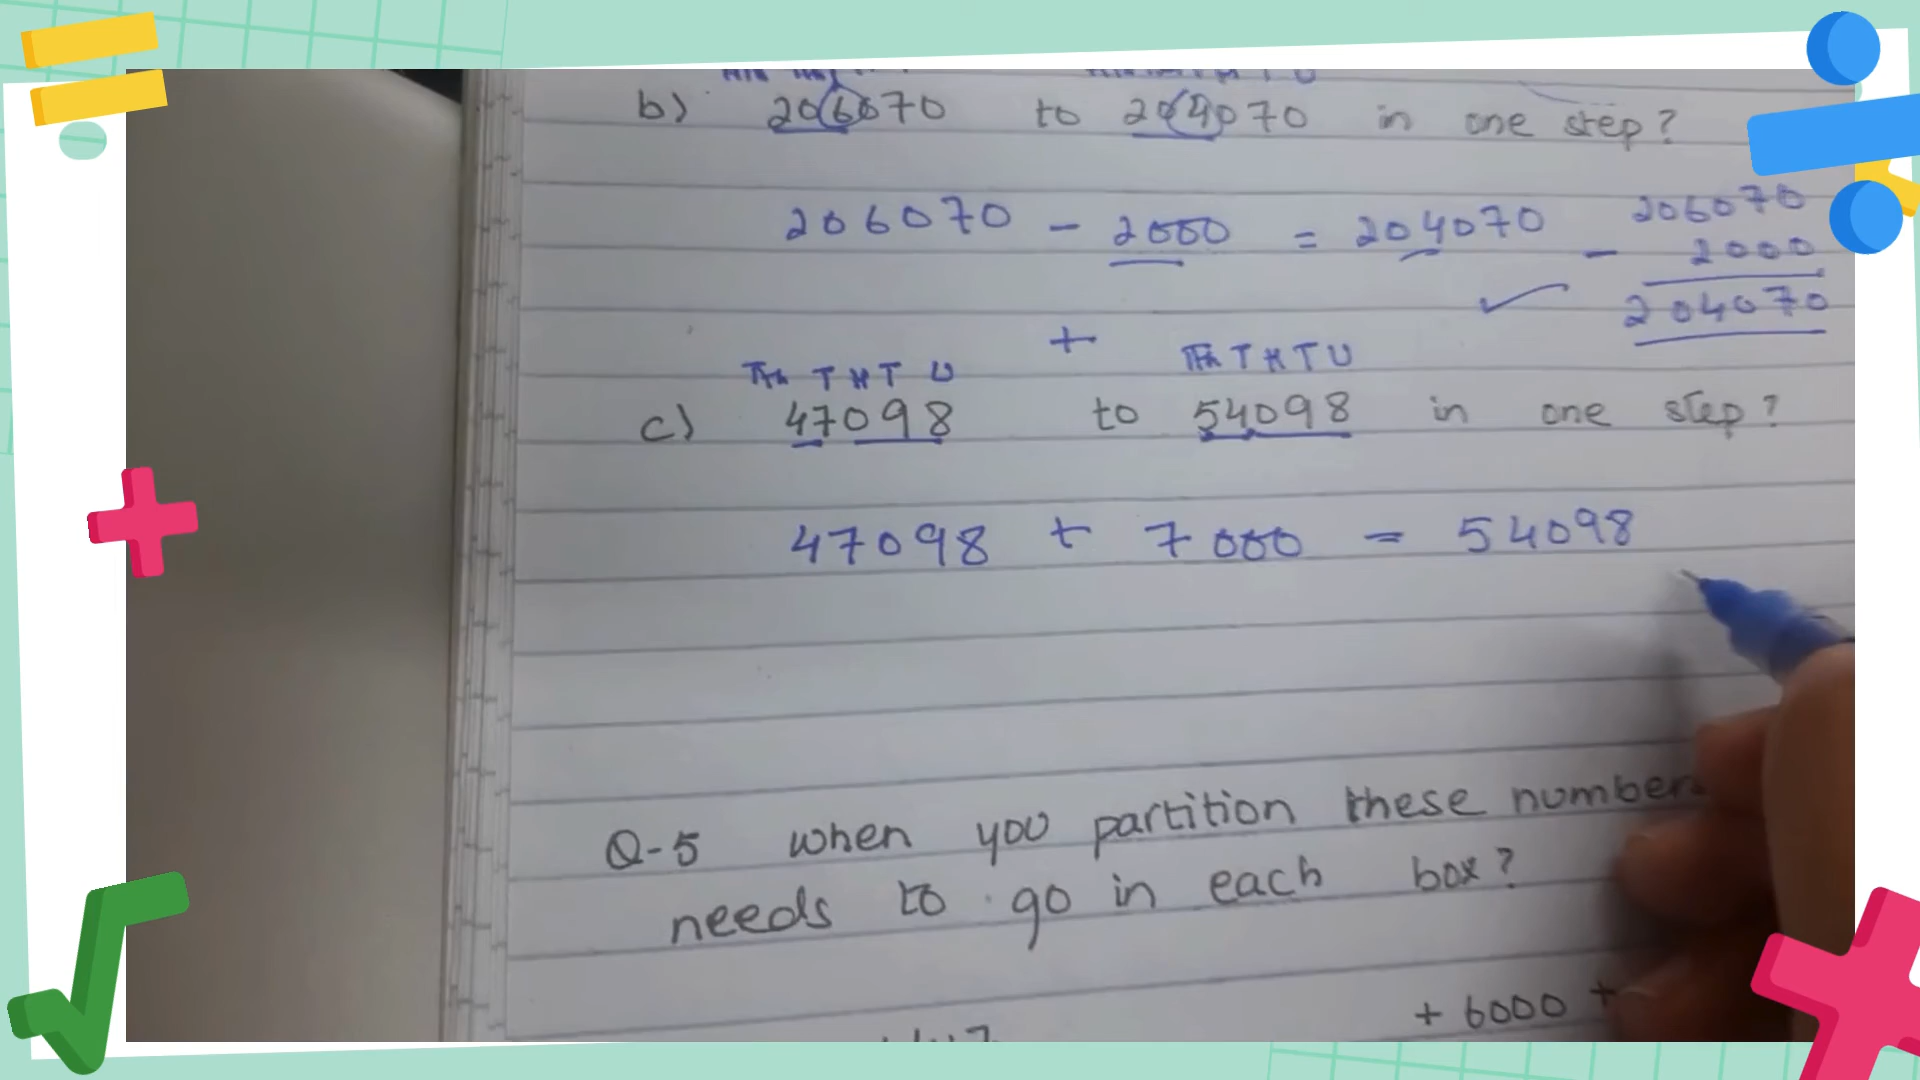 b) 206070 to 204070 in one step?
206070 - 2000 = 204070
206070
- 2000
204070
+
TTh T H T U TTh T H T U
c) 47098 to 54098 in one step?
47098 + 7000 = 54098
Q-5 when you partition these number
needs to go in each box?
+ 6000 +